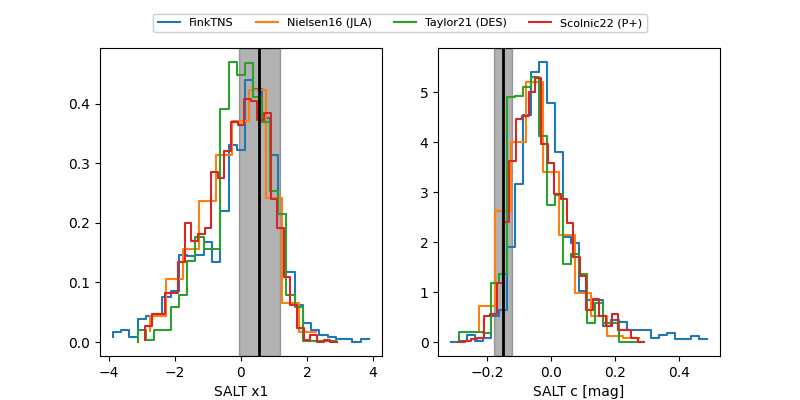 FinkTNS Nielsen16 (JLA) Taylor21 (DES) Scolnic22 (P+)
0.4
0.3
0.2
0.1
0.0
−4 −2 0 2 4
SALT x1
5
4
3
2
1
0
−0.2 0.0 0.2 0.4
SALT c [mag]